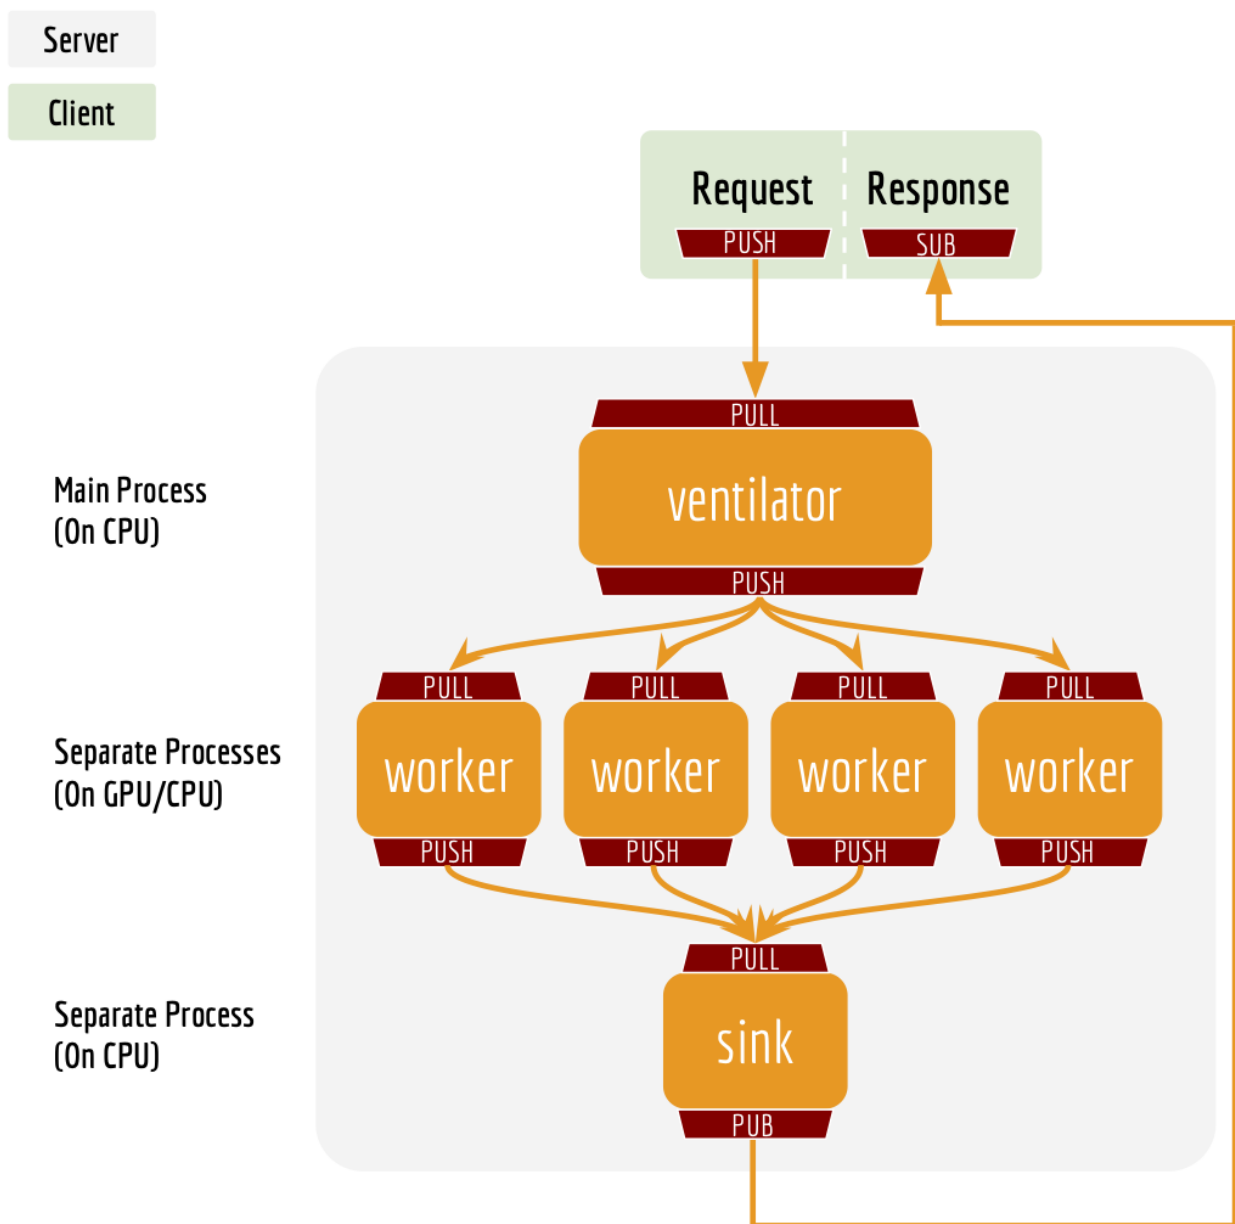 Server
Client
Request
Response
PUSH
SUB
PULL
ventilator
PUSH
Main Process
(On CPU)
PULL
PULL
PULL
PULL
worker
worker
worker
worker
PUSH
PUSH
PUSH
PUSH
Separate Processes
(On GPU/CPU)
PULL
sink
PUB
Separate Process
(On CPU)